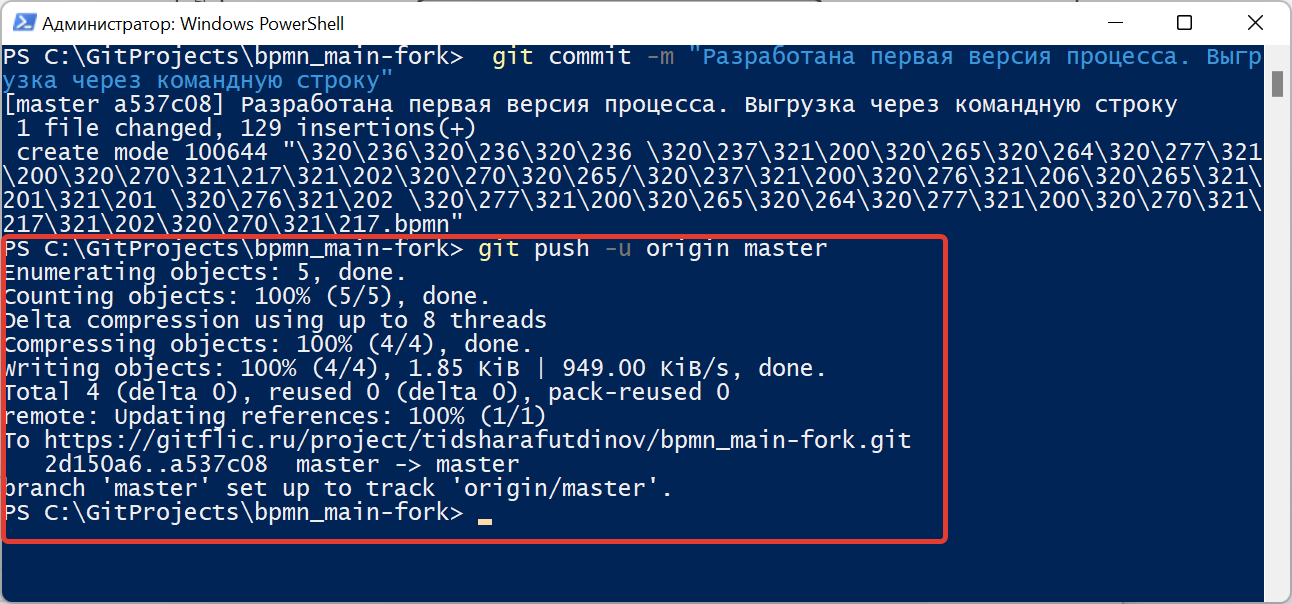 Администратор: Windows PowerShell
PS C:\GitProjects\bpmn_main-fork>  git commit -m "Разработана первая версия процесса. Выгр
узка через командную строку"
[master a537c08] Разработана первая версия процесса. Выгрузка через командную строку
 1 file changed, 129 insertions(+)
 create mode 100644 "\320\236\320\236\320\236 \320\237\321\200\320\265\320\264\320\277\321
\200\320\270\321\217\321\202\320\270\320\265/\320\237\321\200\320\276\321\206\320\265\321\
201\321\201 \320\276\321\202 \320\277\321\200\320\265\320\264\320\277\321\200\320\270\321\
217\321\202\320\270\321\217.bpmn"
PS C:\GitProjects\bpmn_main-fork> git push -u origin master
Enumerating objects: 5, done.
Counting objects: 100% (5/5), done.
Delta compression using up to 8 threads
Compressing objects: 100% (4/4), done.
Writing objects: 100% (4/4), 1.85 KiB | 949.00 KiB/s, done.
Total 4 (delta 0), reused 0 (delta 0), pack-reused 0
remote: Updating references: 100% (1/1)
To https://gitflic.ru/project/tidsharafutdinov/bpmn_main-fork.git
   2d150a6..a537c08  master -> master
branch 'master' set up to track 'origin/master'.
PS C:\GitProjects\bpmn_main-fork>